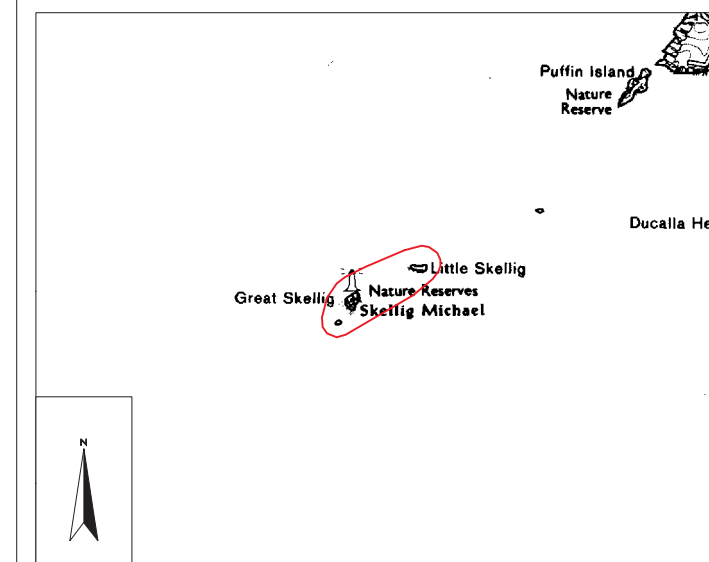 Puffin Island
Nature
Reserve
Ducalla He
Little Skellig
Nature Reserves
Great Skellig
Skellig Michael
N